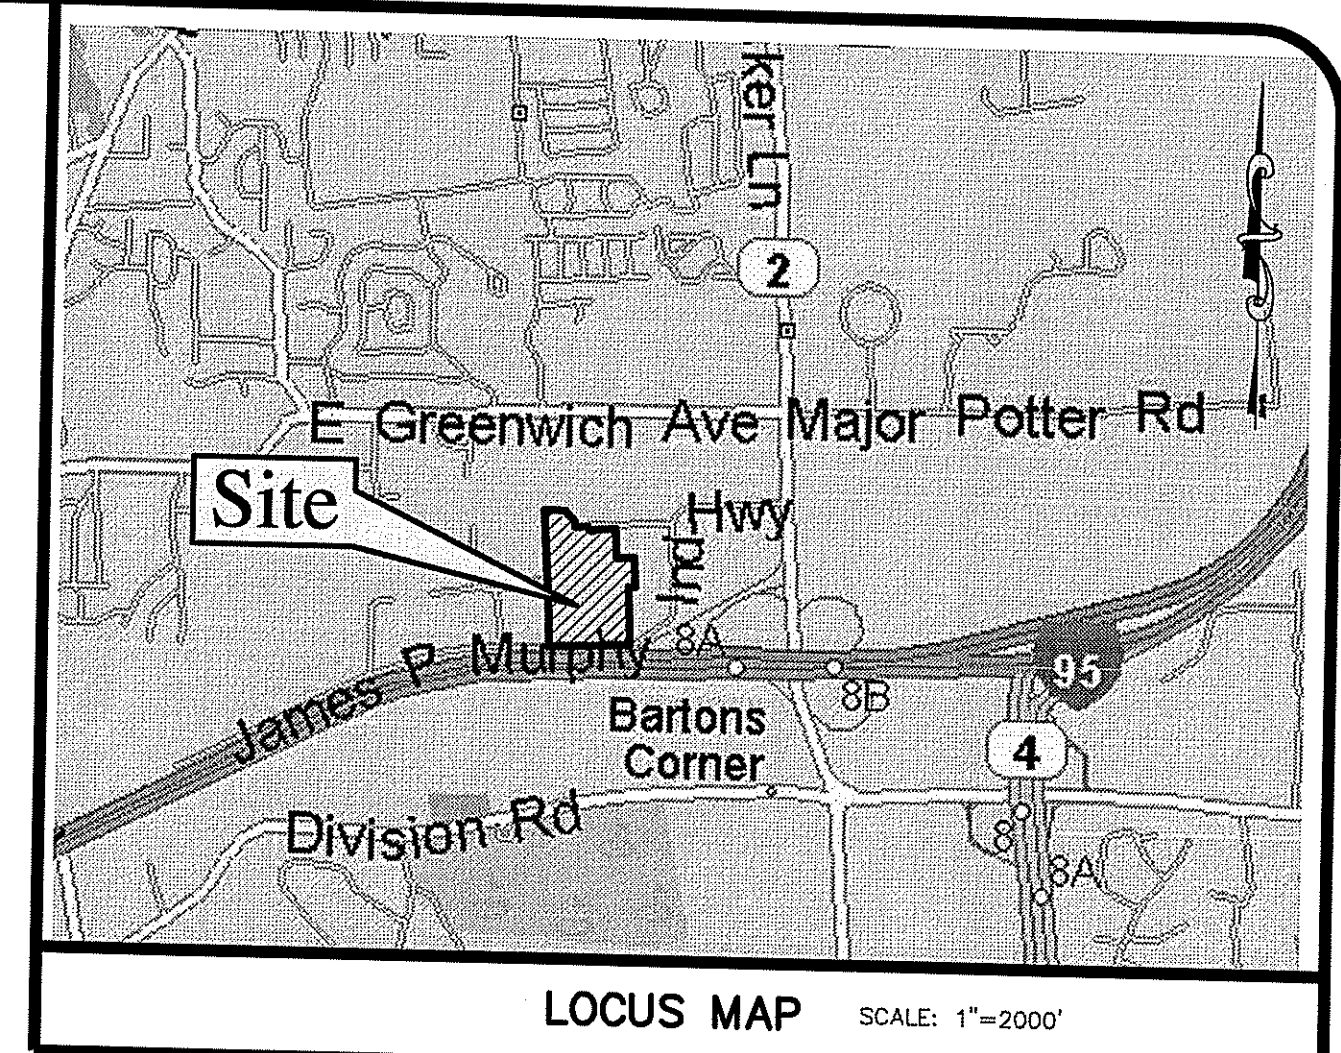 ker Ln
2
E Greenwich Ave Major Potter Rd
Site
Hwy
Ind
8A
James P Murphy
95
8B
Bartons
Corner
4
Division Rd
8
8A
LOCUS MAP SCALE: 1"=2000'